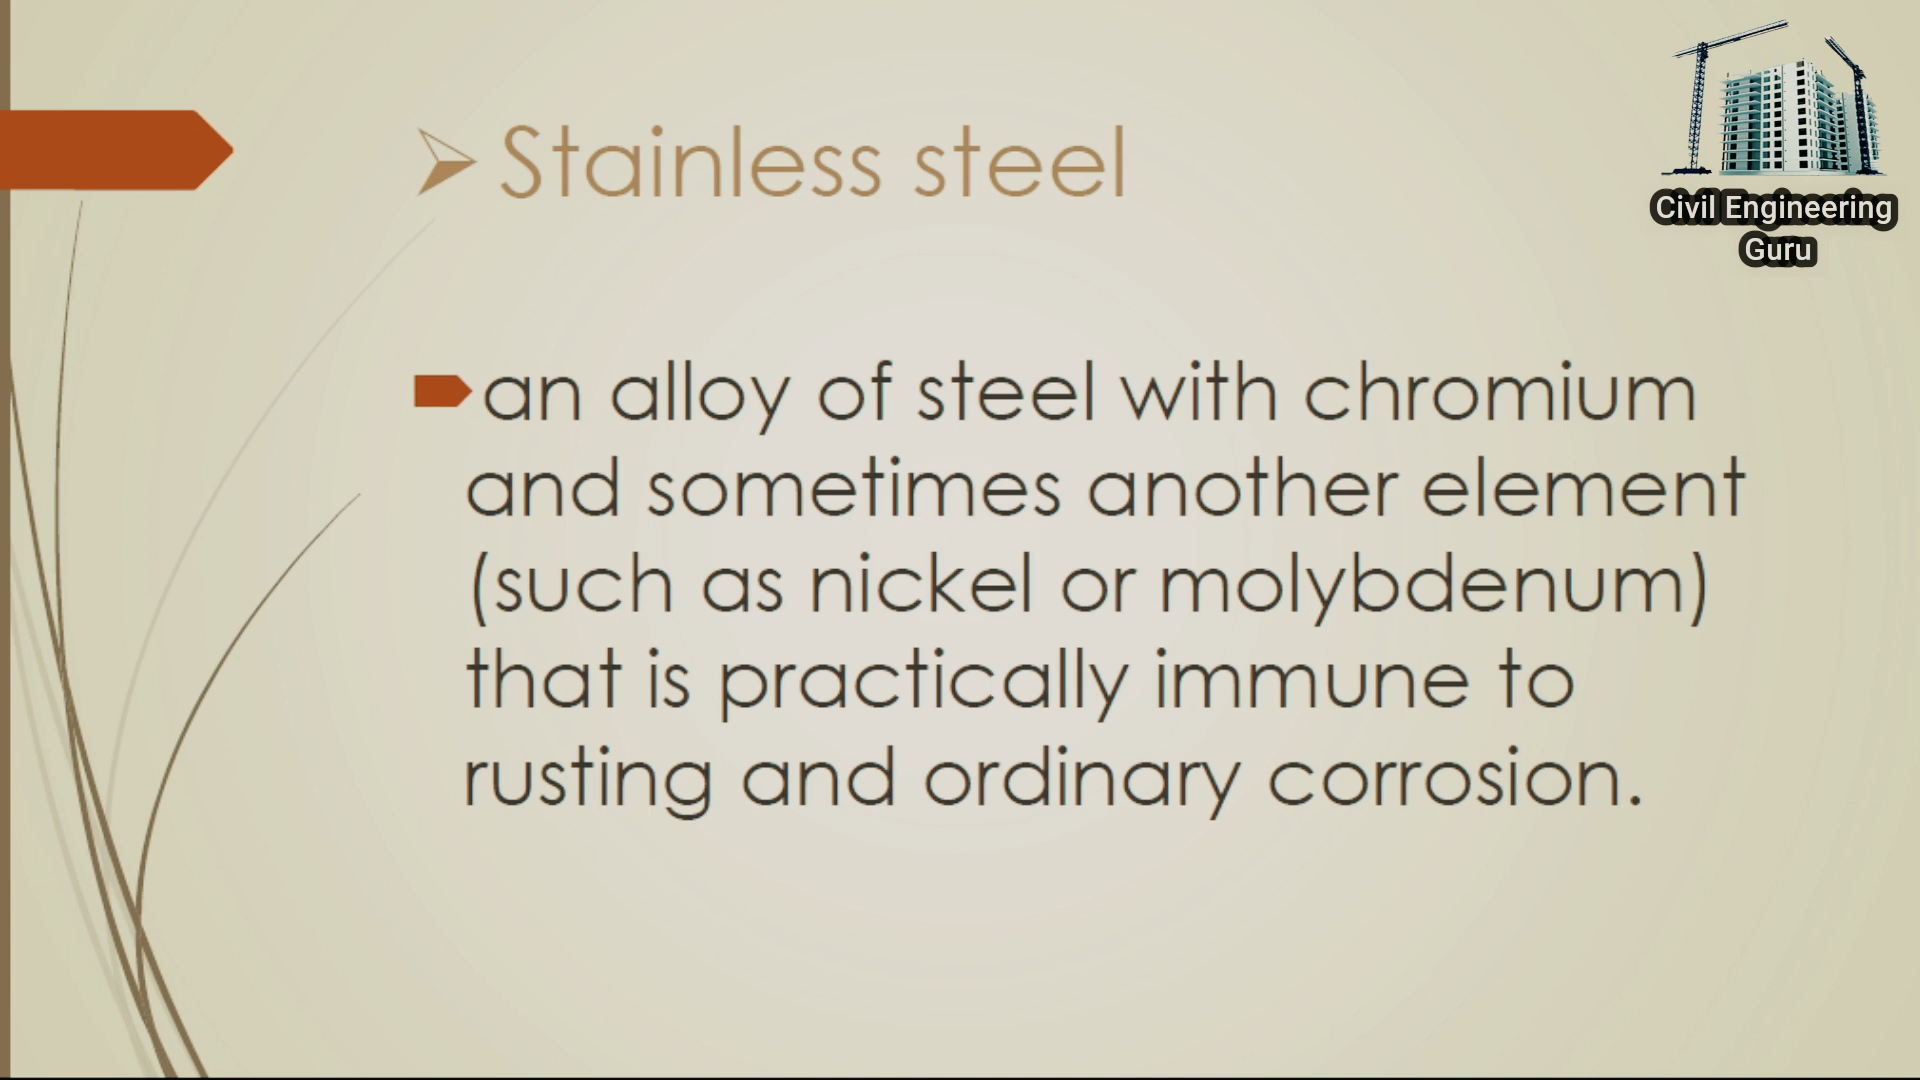 Stainless steel
Civil Engineering
Guru
an alloy of steel with chromium
and sometimes another element
(such as nickel or molybdenum)
that is practically immune to
rusting and ordinary corrosion.